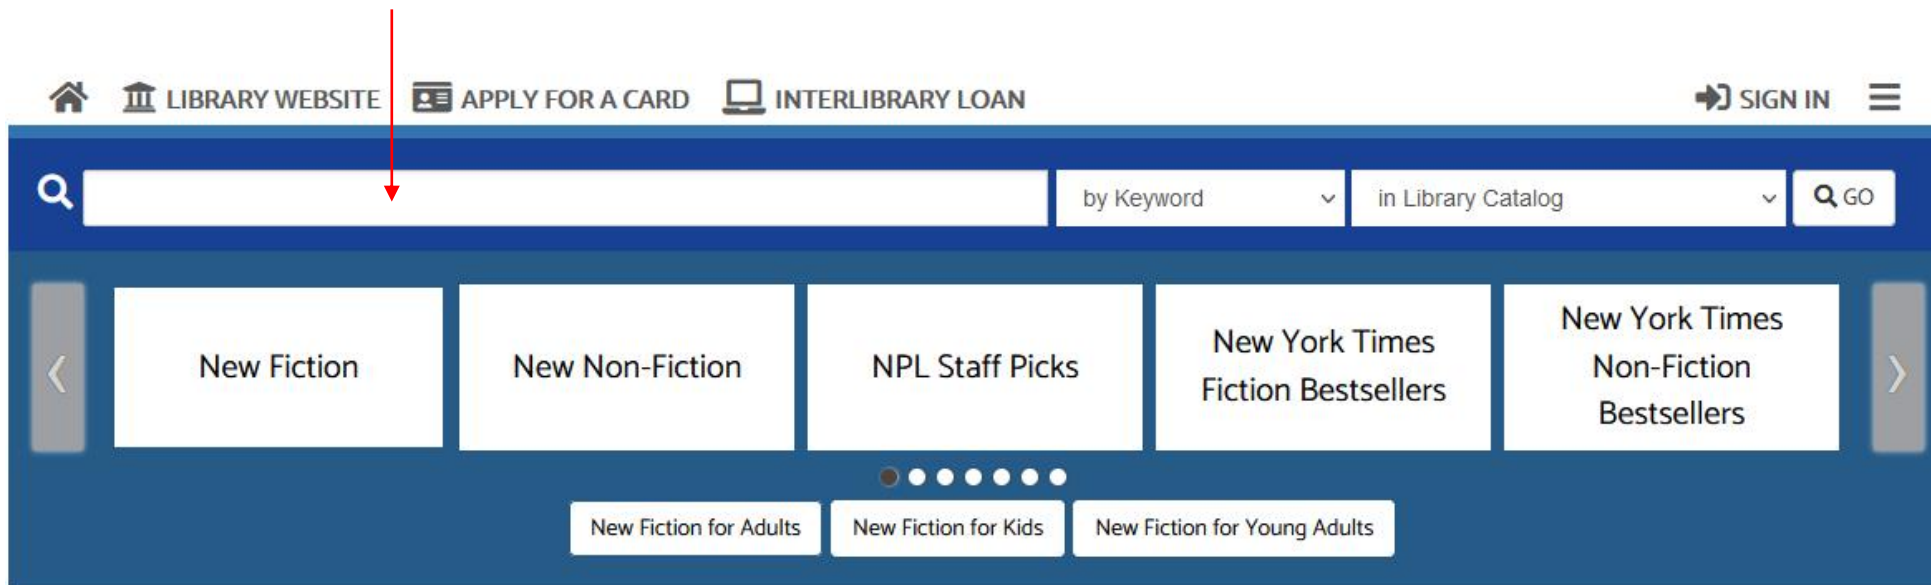 LIBRARY WEBSITE APPLY FOR A CARD INTERLIBRARY LOAN SIGN IN
by Keyword in Library Catalog GO
New Fiction
New Non-Fiction
NPL Staff Picks
New York Times
Fiction Bestsellers
New York Times
Non-Fiction
Bestsellers
New Fiction for Adults New Fiction for Kids New Fiction for Young Adults